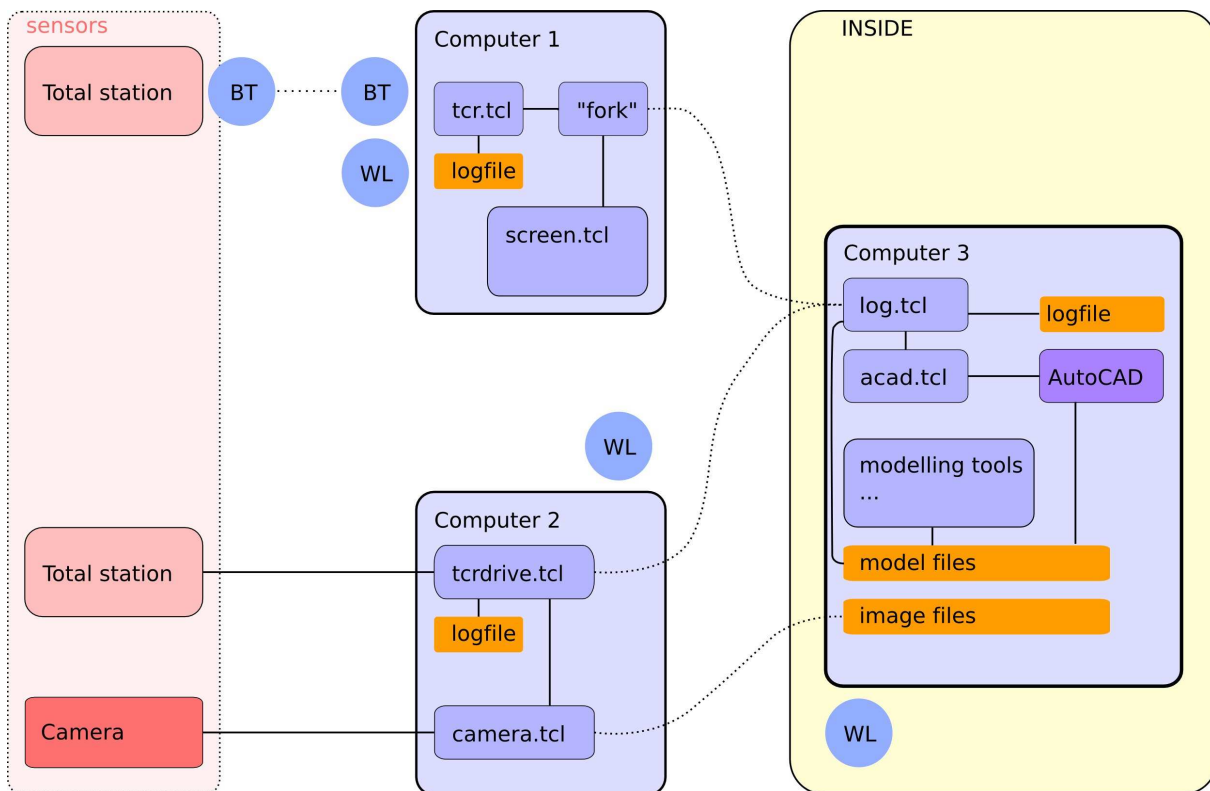 sensors
Total station
BT
BT
WL
Computer 1
tcr.tcl
"fork"
logfile
screen.tcl
INSIDE
Computer 3
log.tcl
logfile
acad.tcl
AutoCAD
modelling tools
...
model files
image files
WL
WL
Computer 2
Total station
tcrdrive.tcl
logfile
Camera
camera.tcl